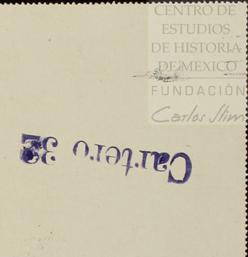 CENTRO DE
ESTUDIOS
DE HISTORIA
DE MEXICO
FUNDACIÓN
Carlos Slim
Cartero 32